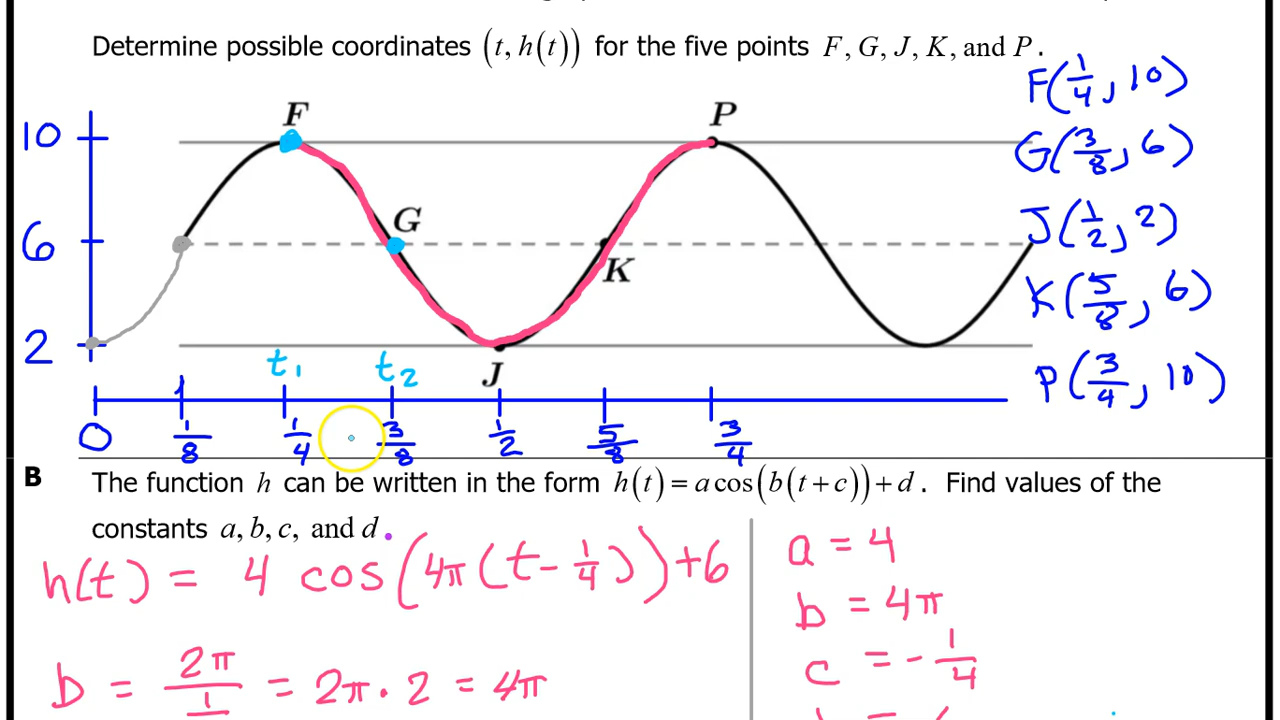 Determine possible coordinates (t, h(t)) for the five points F, G, J, K, and P.
F(1/4, 10)
G(3/8, 6)
J(1/2, 2)
K(5/8, 6)
P(3/4, 10)
10
6
2
F
G
J
K
P
t₁ t₂
0 1/8 1/4 3/8 1/2 5/8 3/4
B The function h can be written in the form h(t) = a cos(b(t + c)) + d. Find values of the
constants a, b, c, and d.
h(t) = 4 cos(4π(t - 1/4)) + 6
b = 2π/1 = 2π · 2 = 4π
a = 4
b = 4π
c = -1/4